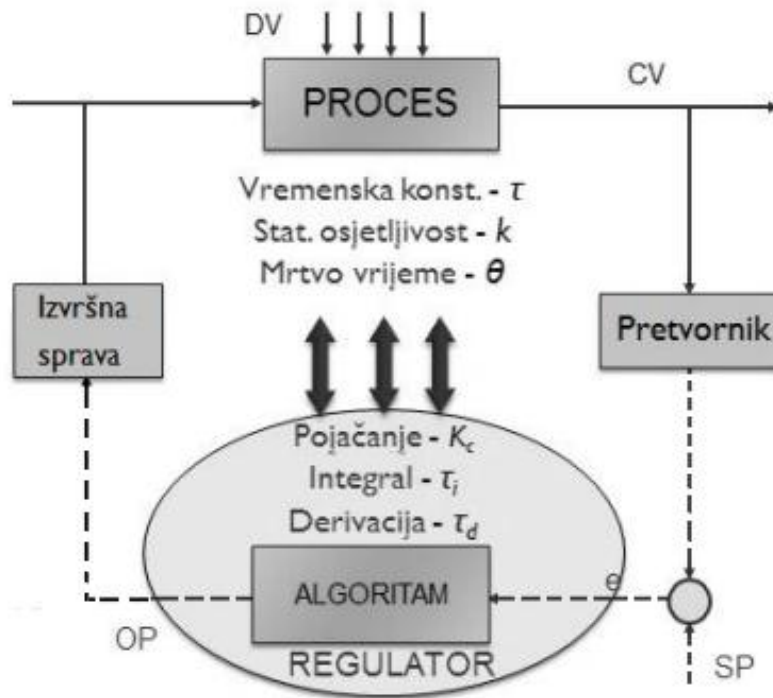 DV
PROCES
CV
Vremenska konst. - τ
Stat. osjetljivost - k
Mrtvo vrijeme - θ
Izvršna
sprava
Pretvornik
Pojačanje - Kc
Integral - τi
Derivacija - τd
ALGORITAM
e
OP
REGULATOR
SP